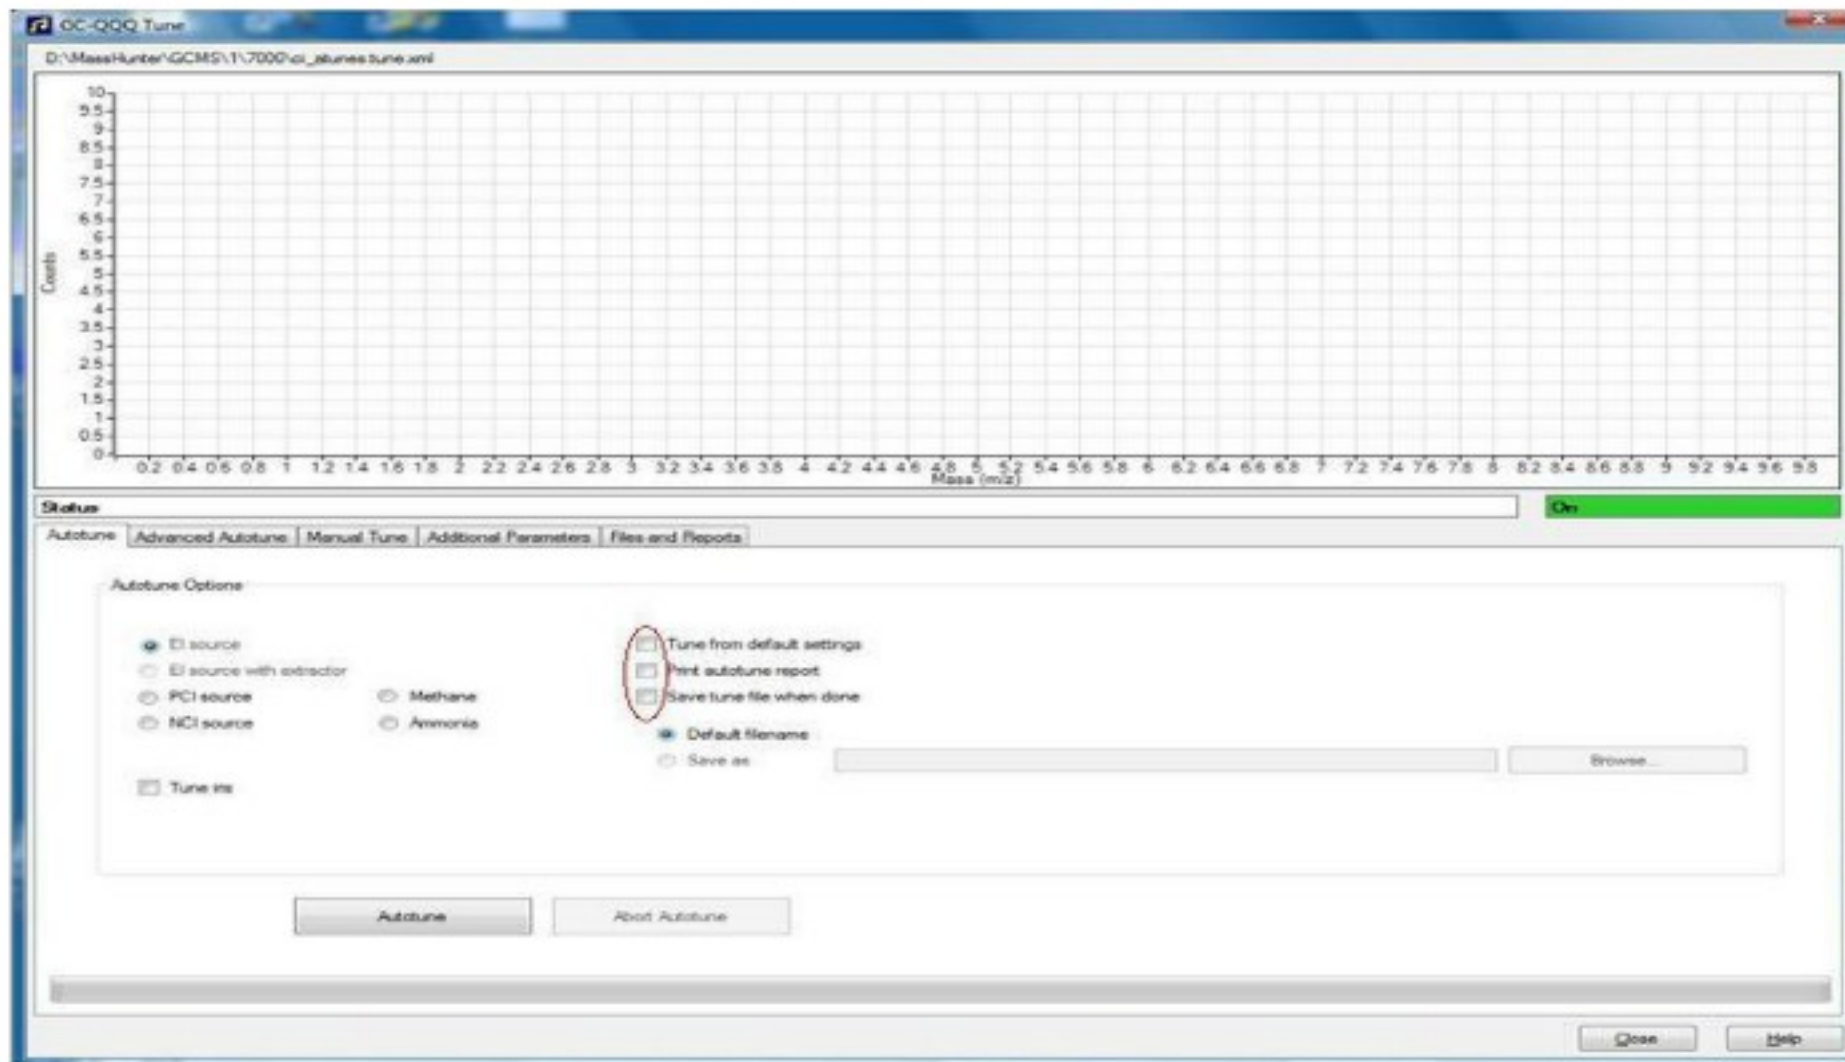 GC-QQQ Tune
D:\MassHunter\GCMS\1\7000\ci_atunes.tune.xml
10
9.5
9
8.5
8
7.5
7
6.5
6
5.5
5
4.5
4
3.5
3
2.5
2
1.5
1
0.5
0
Counts
0.2 0.4 0.6 0.8 1 1.2 1.4 1.6 1.8 2 2.2 2.4 2.6 2.8 3 3.2 3.4 3.6 3.8 4 4.2 4.4 4.6 4.8 5 5.2 5.4 5.6 5.8 6 6.2 6.4 6.6 6.8 7 7.2 7.4 7.6 7.8 8 8.2 8.4 8.6 8.8 9 9.2 9.4 9.6 9.8
Mass (m/z)
Status On
Autotune Advanced Autotune Manual Tune Additional Parameters Files and Reports
Autotune Options
EI source Tune from default settings
EI source with extractor Print autotune report
PCI source Methane Save tune file when done
NCI source Ammonia Default filename
Save as Browse...
Tune iris
Autotune Abort Autotune
Close Help